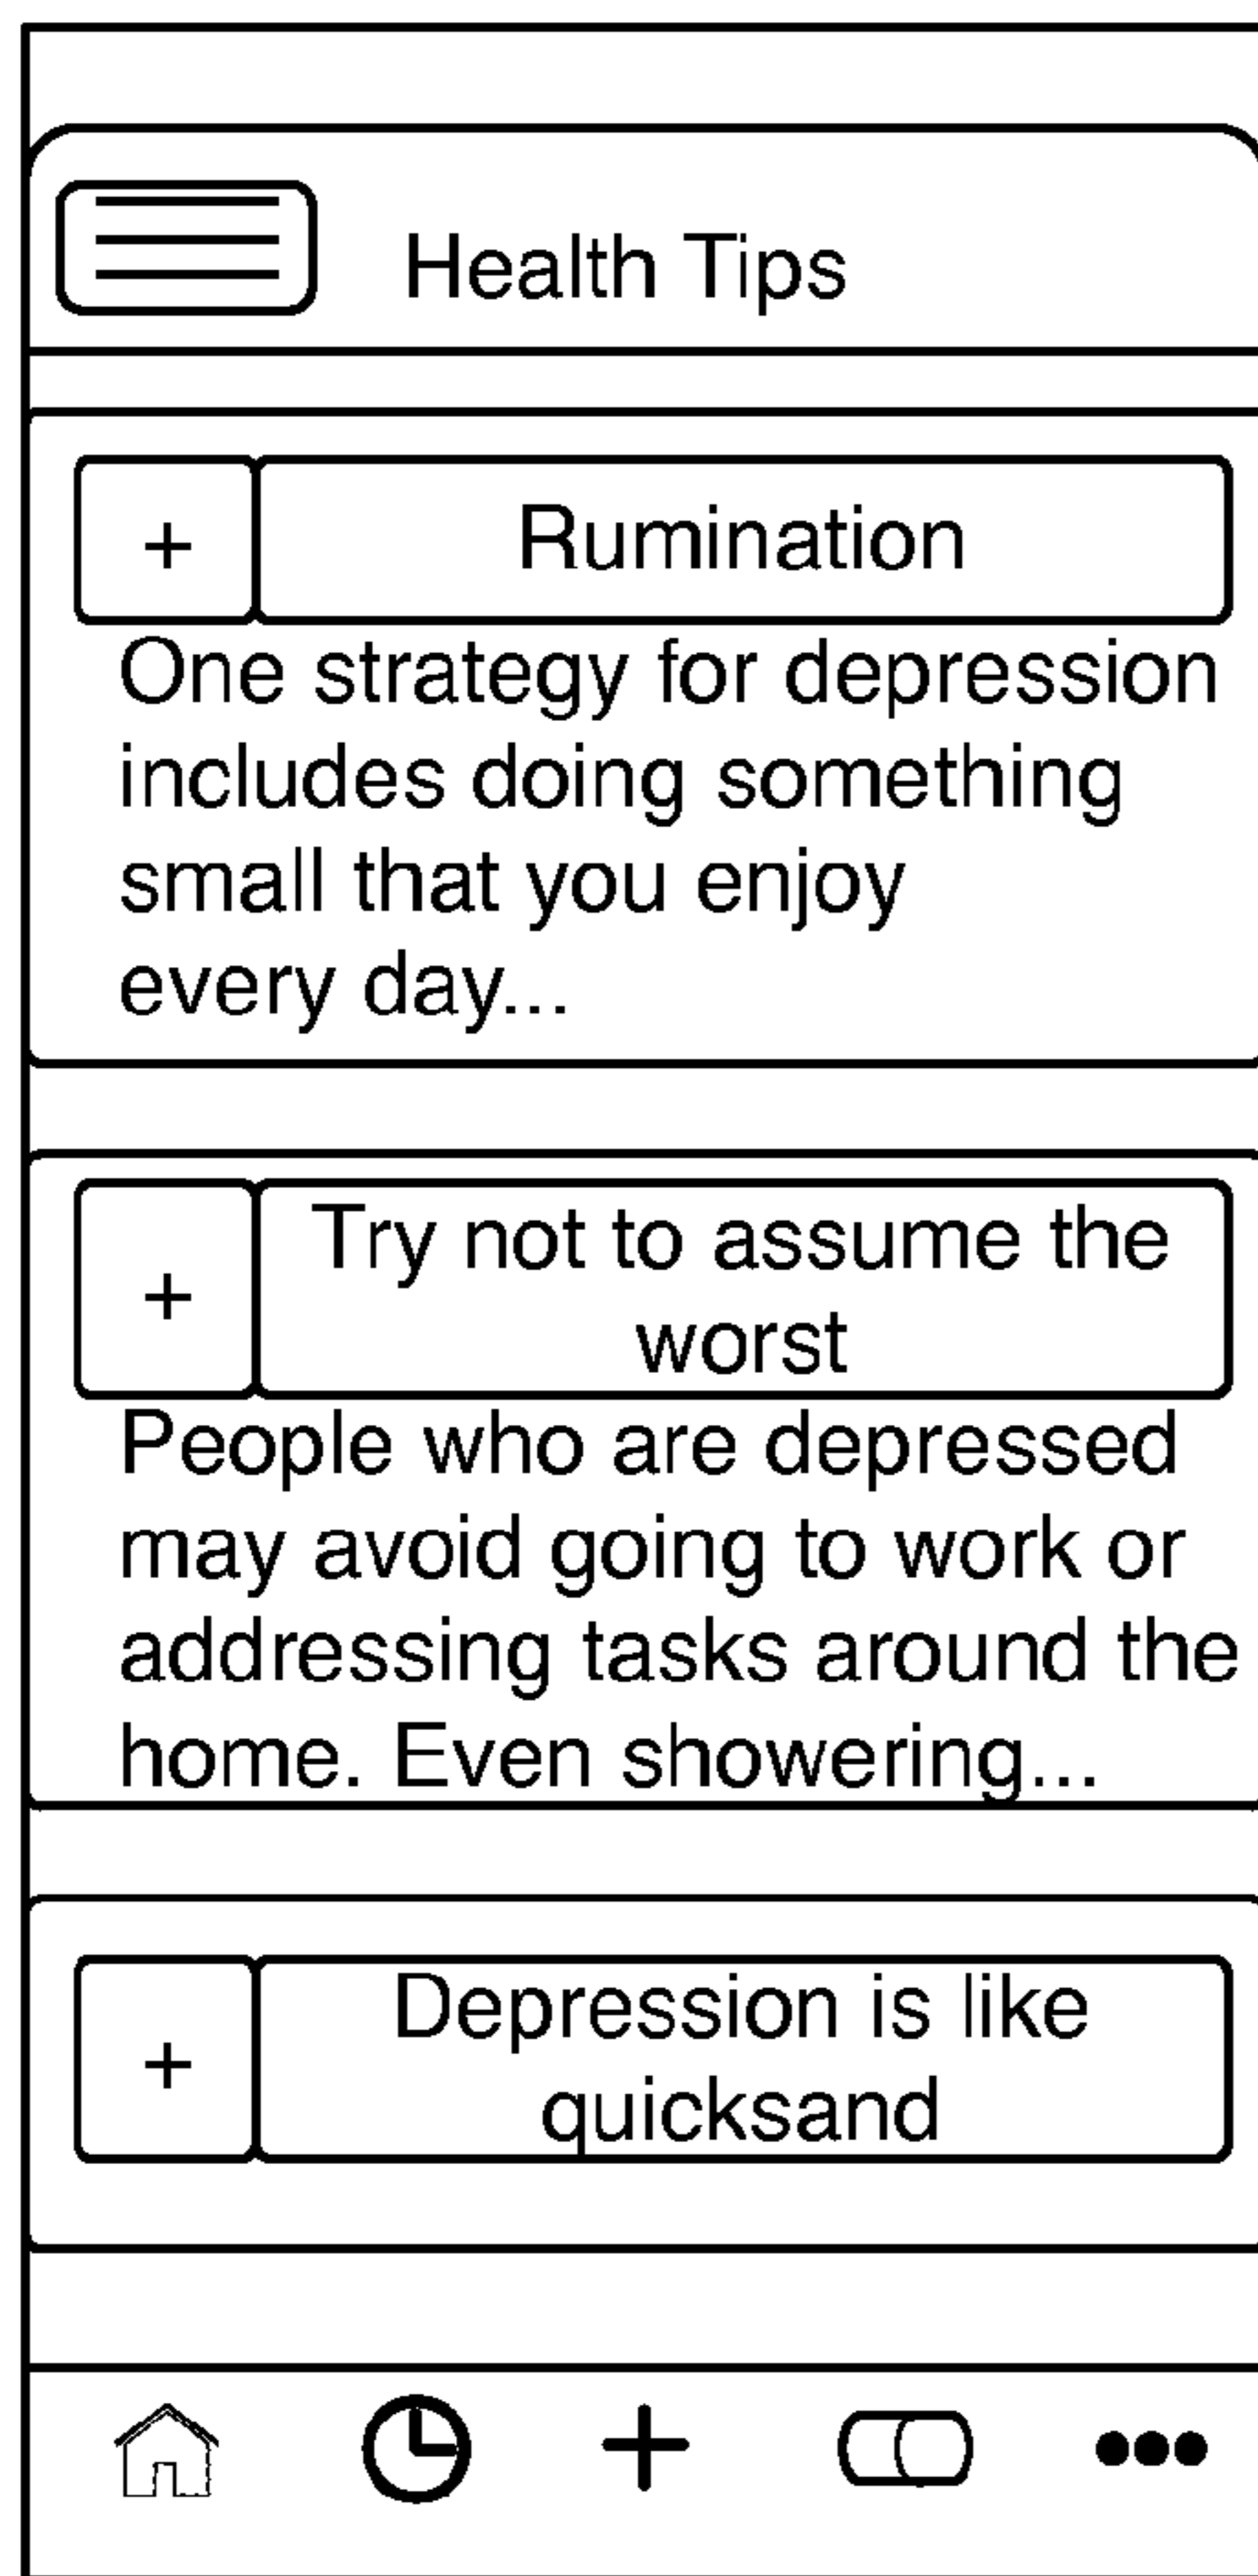 Health Tips
+
Rumination
One strategy for depression
includes doing something
small that you enjoy
every day...
+
Try not to assume the
worst
People who are depressed
may avoid going to work or
addressing tasks around the
home. Even showering...
+
Depression is like
quicksand